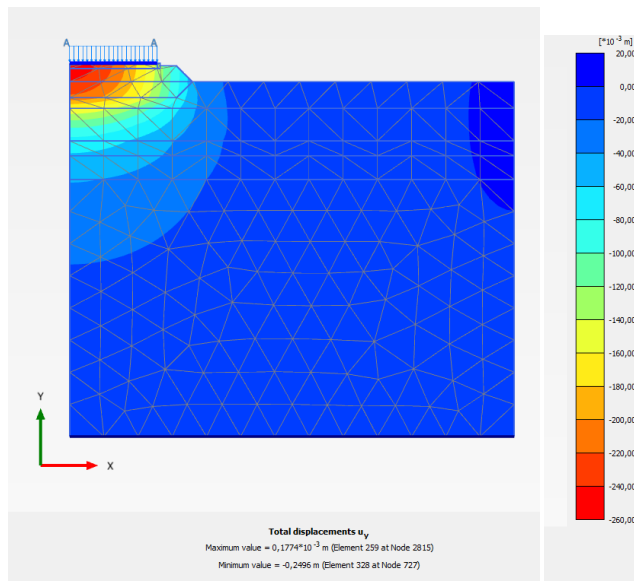 A A
[*10 -3 m]
20,00
0,00
-20,00
-40,00
-60,00
-80,00
-100,00
-120,00
-140,00
-160,00
-180,00
-200,00
-220,00
-240,00
-260,00
Y
X
Total displacements uy
Maximum value = 0,1774*10 -3 m (Element 259 at Node 2815)
Minimum value = -0,2496 m (Element 328 at Node 727)